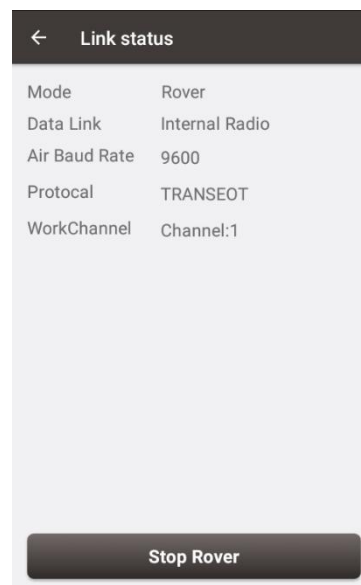 Link status
Mode Rover
Data Link Internal Radio
Air Baud Rate 9600
Protocal TRANSEOT
WorkChannel Channel:1
Stop Rover